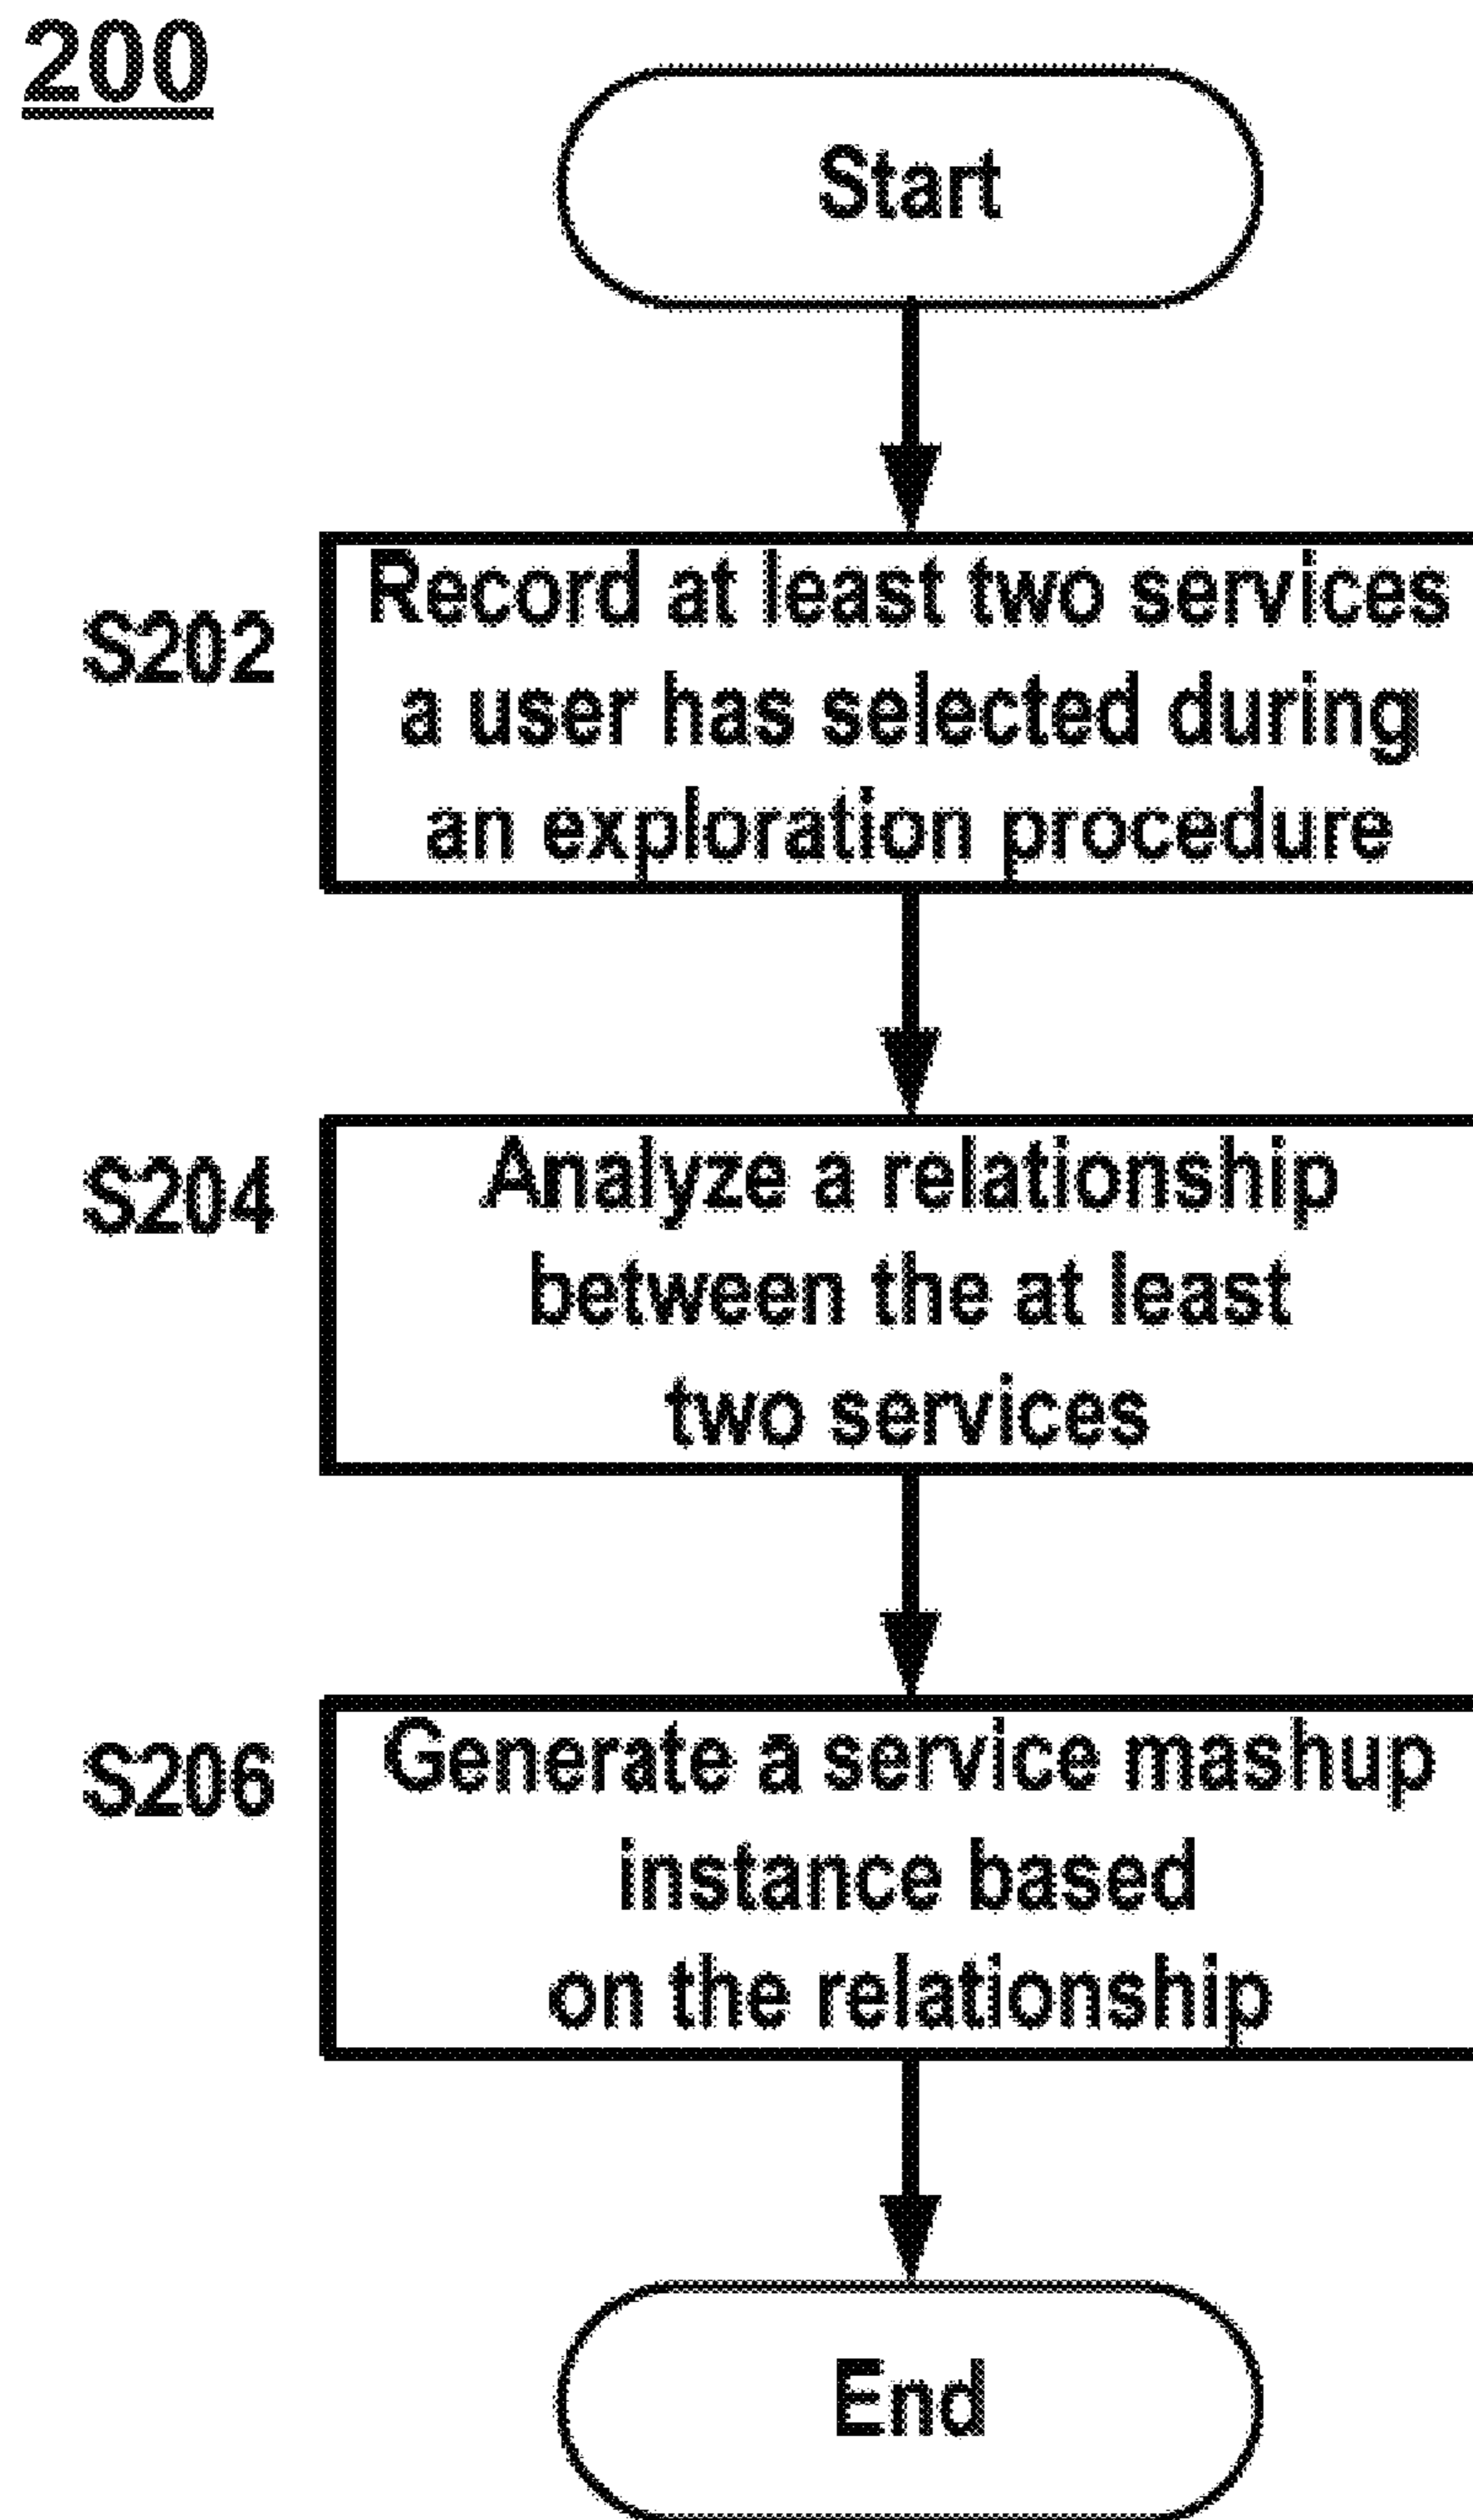 200
Start
S202
Record at least two services
a user has selected during
an exploration procedure
S204
Analyze a relationship
between the at least
two services
S206
Generate a service mashup
instance based
on the relationship
End